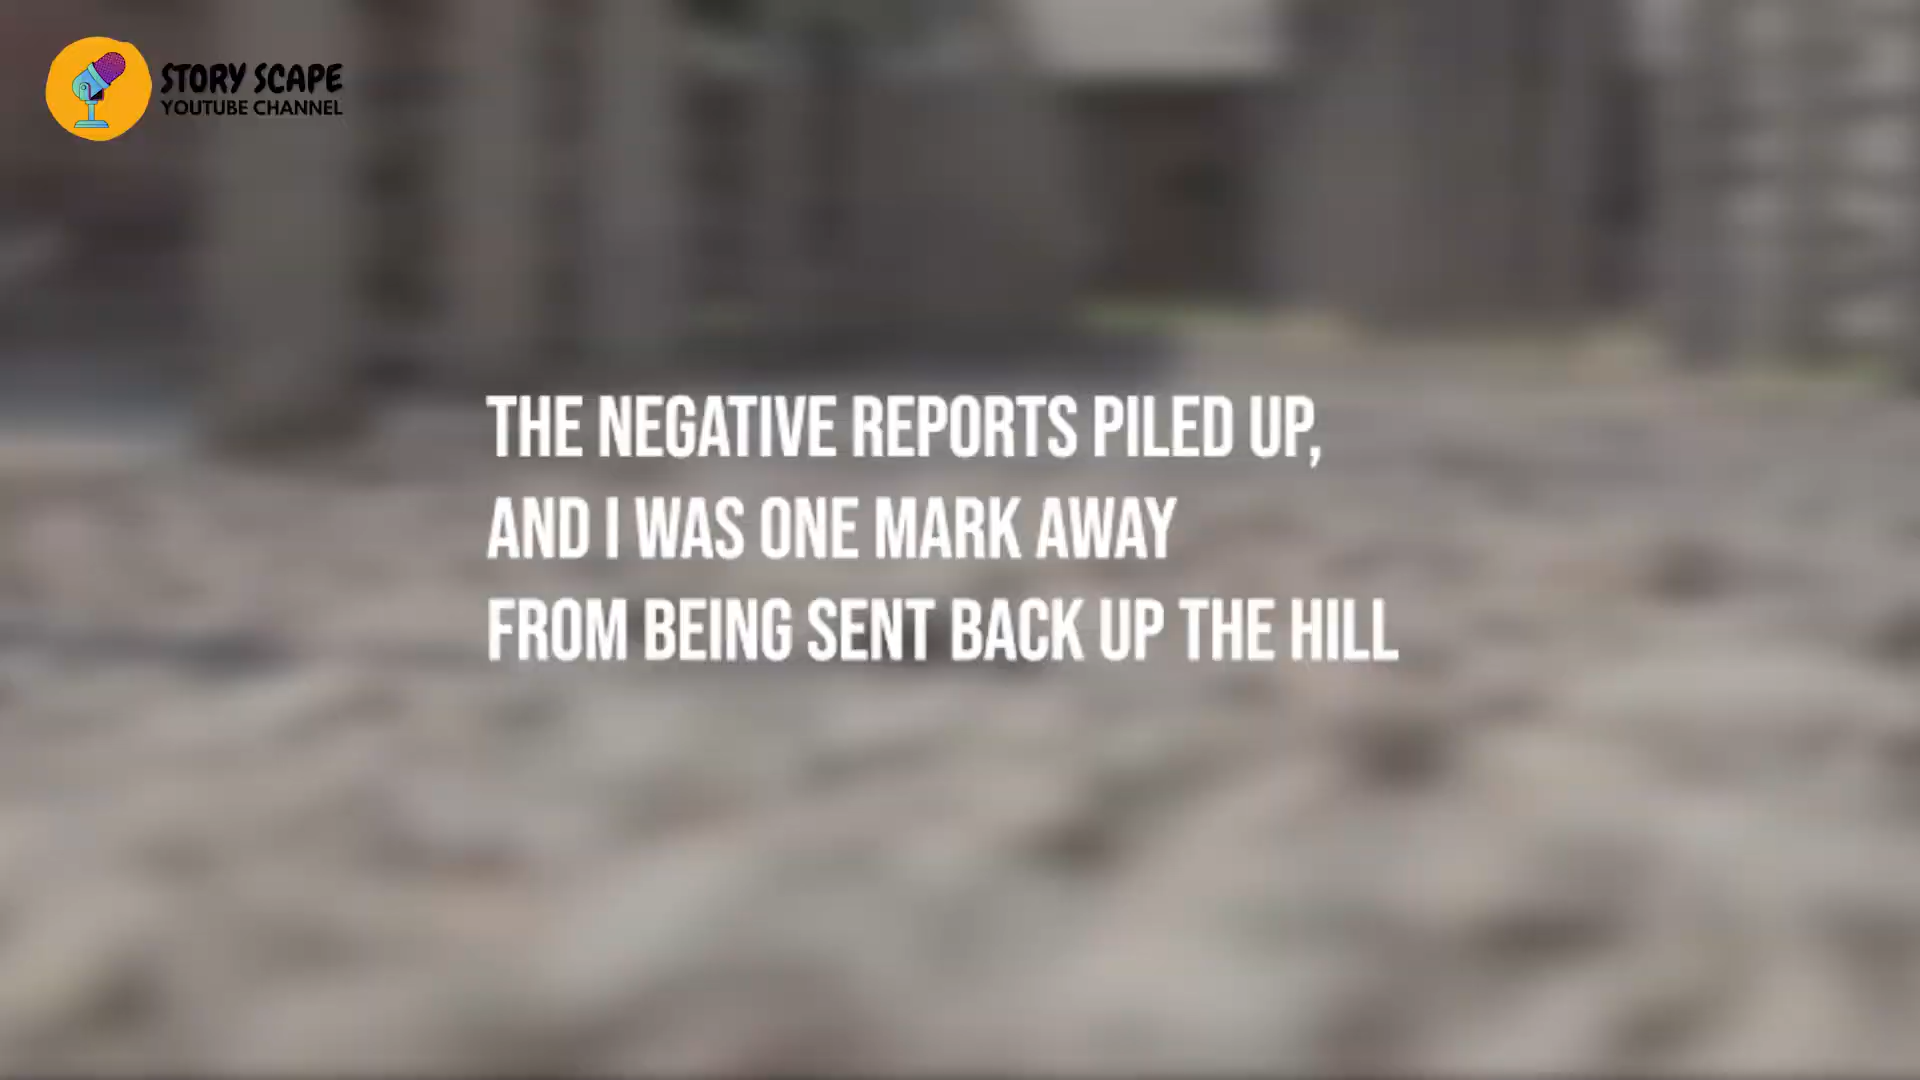 STORY SCAPE
YOUTUBE CHANNEL
THE NEGATIVE REPORTS PILED UP,
AND I WAS ONE MARK AWAY
FROM BEING SENT BACK UP THE HILL